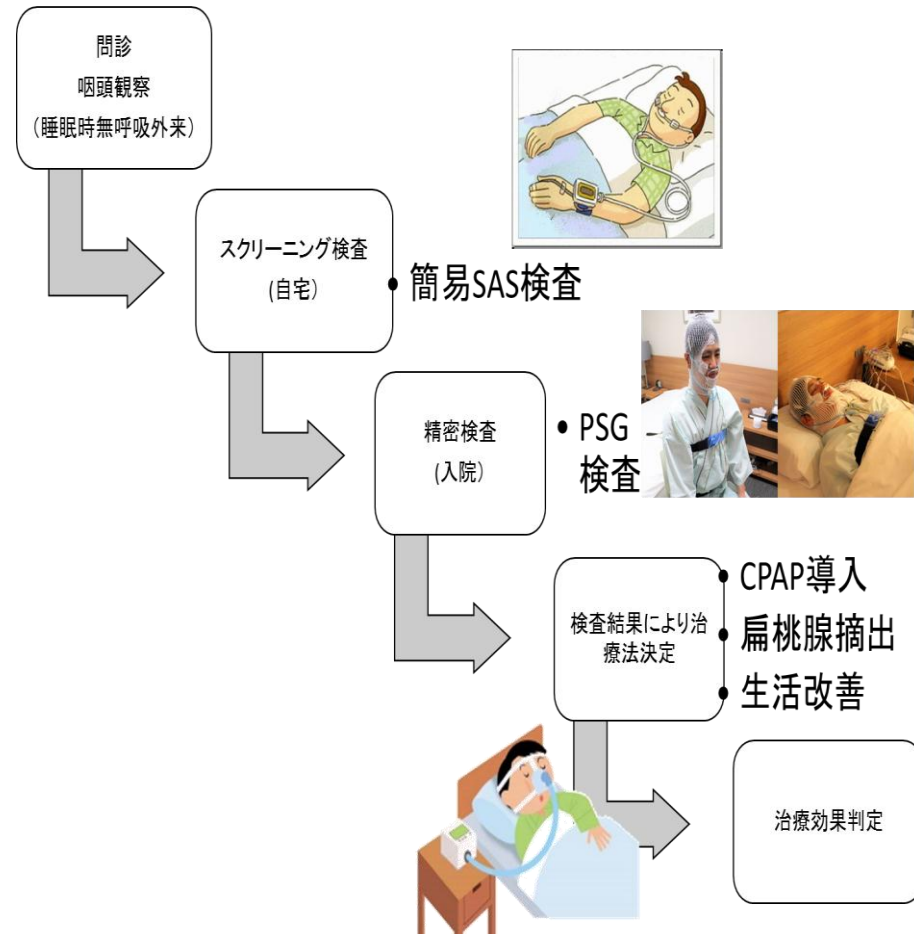 問診
咽頭観察
（睡眠時無呼吸外来）
スクリーニング検査
(自宅）
• 簡易SAS検査
精密検査
(入院）
• PSG
検査
検査結果により治
療法決定
• CPAP導入
• 扁桃腺摘出
• 生活改善
治療効果判定